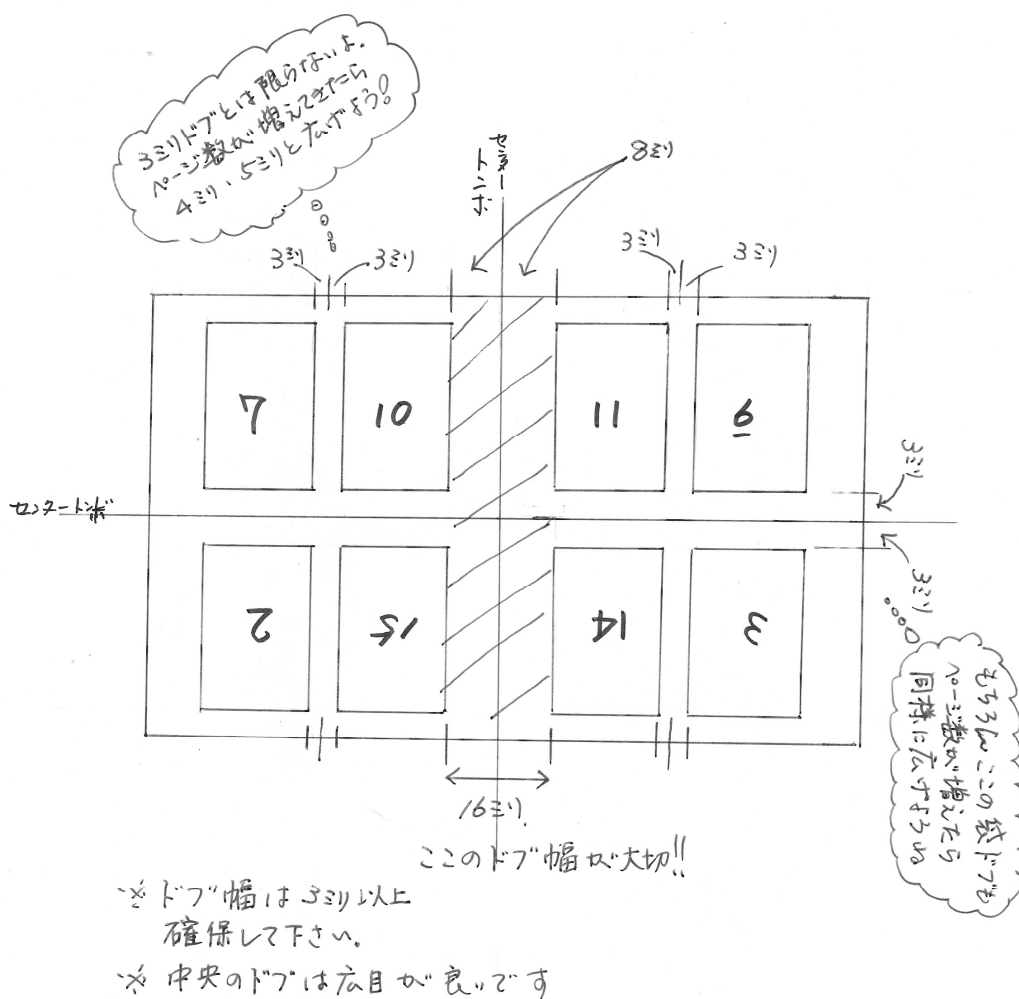 3ミリドブとは限らないよ。
ページ数が増えてきたら
4ミリ、5ミリと広げよう!
センタートンボ
8ミリ
3ミリ 3ミリ
3ミリ 3ミリ
7 10 11 6
3ミリ
センタートンボ
3ミリ
2 15 14 3
もちろんここの袋ドブも
ページ数が増えたら
同様に広げようね
16ミリ
ここのドブ幅が大切!!
※ ドブ幅は3ミリ以上
確保して下さい。
※ 中央のドブは広目が良いです